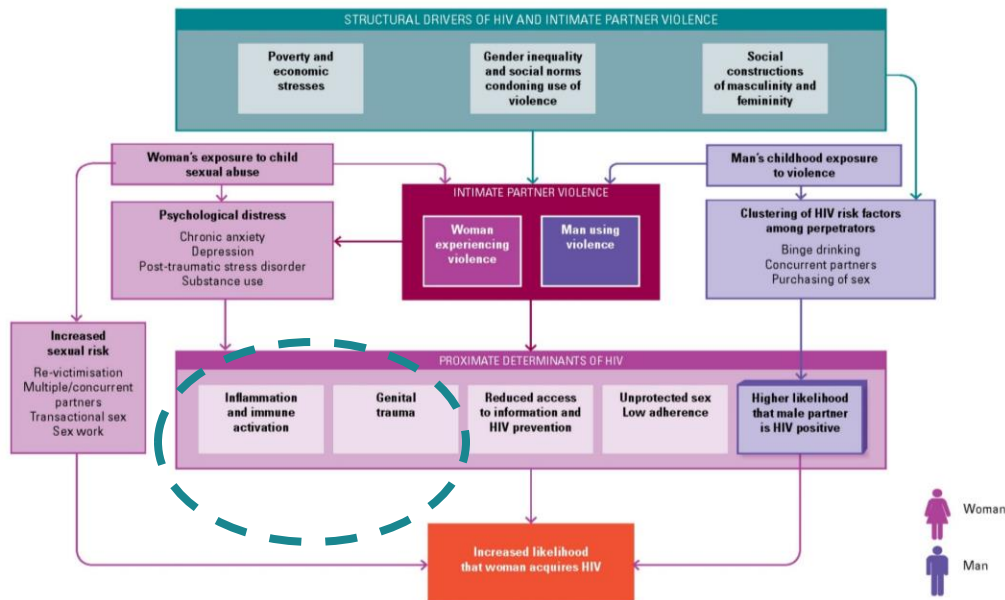 STRUCTURAL DRIVERS OF HIV AND INTIMATE PARTNER VIOLENCE
Poverty and
economic
stresses
Gender inequality
and social norms
condoning use of
violence
Social
constructions
of masculinity and
femininity
Woman's exposure to child
sexual abuse
Man's childhood exposure
to violence
INTIMATE PARTNER VIOLENCE
Woman
experiencing
violence
Man using
violence
Psychological distress
Chronic anxiety
Depression
Post-traumatic stress disorder
Substance use
Clustering of HIV risk factors
among perpetrators
Binge drinking
Concurrent partners
Purchasing of sex
Increased
sexual risk
Re-victimisation
Multiple/concurrent
partners
Transactional sex
Sex work
PROXIMATE DETERMINANTS OF HIV
Inflammation
and immune
activation
Genital
trauma
Reduced access
to information and
HIV prevention
Unprotected sex
Low adherence
Higher likelihood
that male partner
is HIV positive
Increased likelihood
that woman acquires HIV
Woman
Man